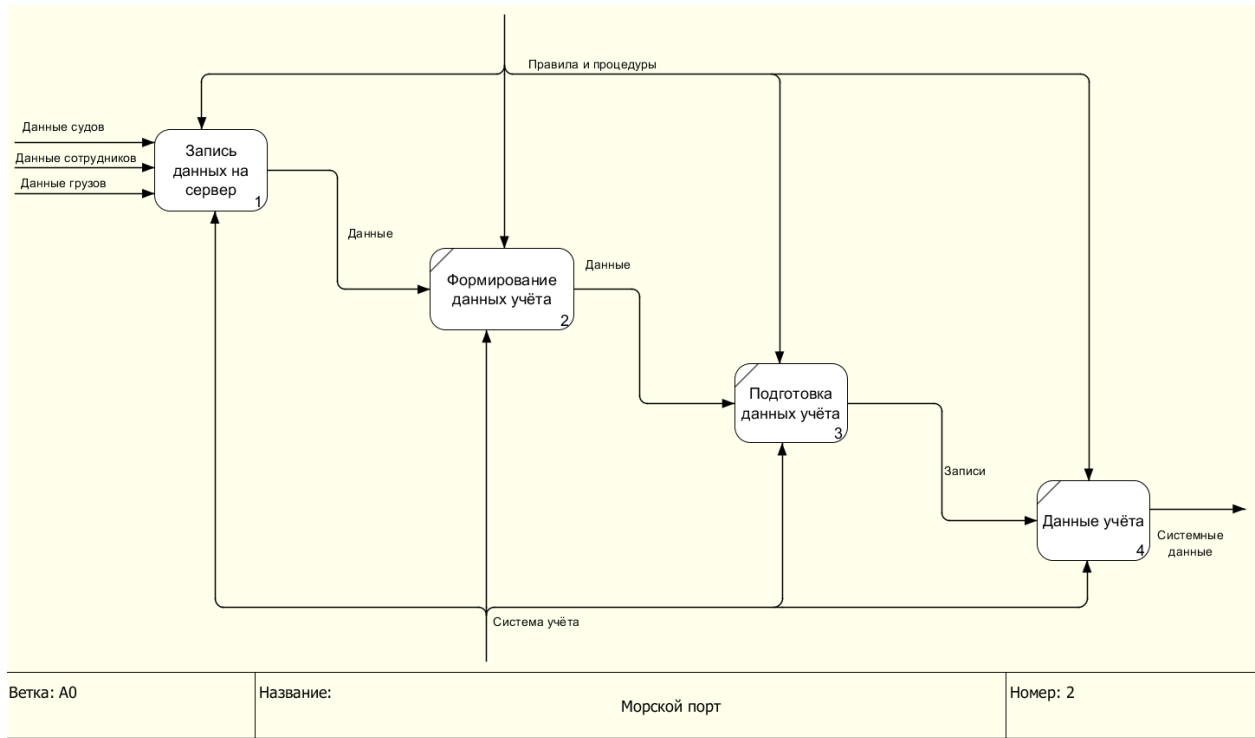 Правила и процедуры
Данные судов
Данные сотрудников
Данные грузов
Запись
данных на
сервер
1
Данные
Формирование
данных учёта
2
Данные
Подготовка
данных учёта
3
Записи
Данные учёта
4
Системные
данные
Система учёта
Ветка: A0
Название:
Морской порт
Номер: 2